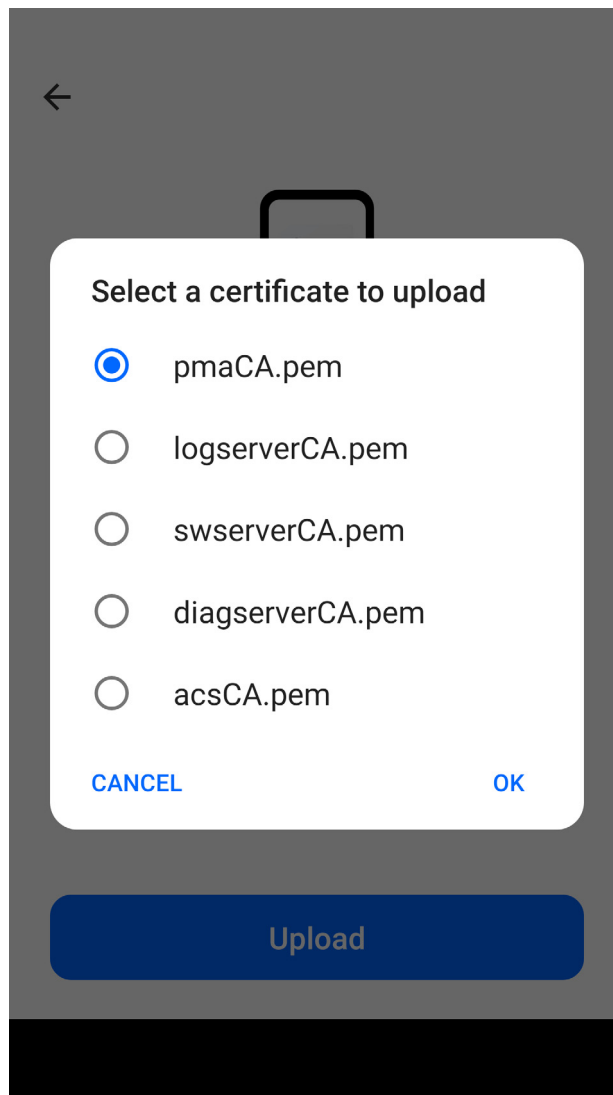 Select a certificate to upload
pmaCA.pem
logserverCA.pem
swserverCA.pem
diagserverCA.pem
acsCA.pem
CANCEL OK
Upload